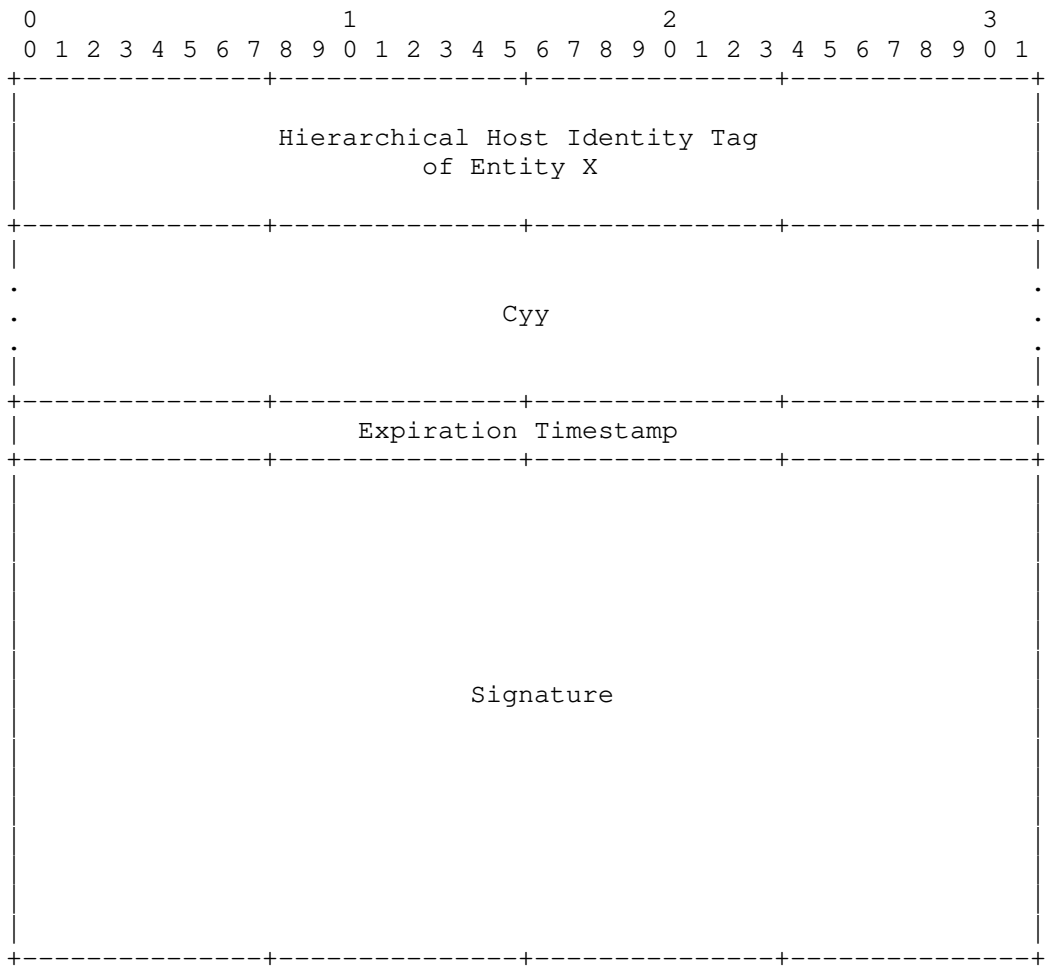 0                   1                   2                   3
0 1 2 3 4 5 6 7 8 9 0 1 2 3 4 5 6 7 8 9 0 1 2 3 4 5 6 7 8 9 0 1
Hierarchical Host Identity Tag
of Entity X
Cyy
Expiration Timestamp
Signature